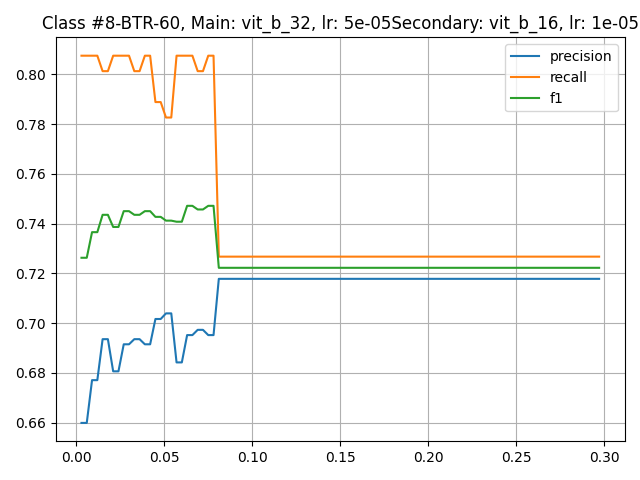 Class #8-BTR-60, Main: vit_b_32, lr: 5e-05Secondary: vit_b_16, lr: 1e-05
precision
recall
f1
0.80
0.78
0.76
0.74
0.72
0.70
0.68
0.66
0.00 0.05 0.10 0.15 0.20 0.25 0.30